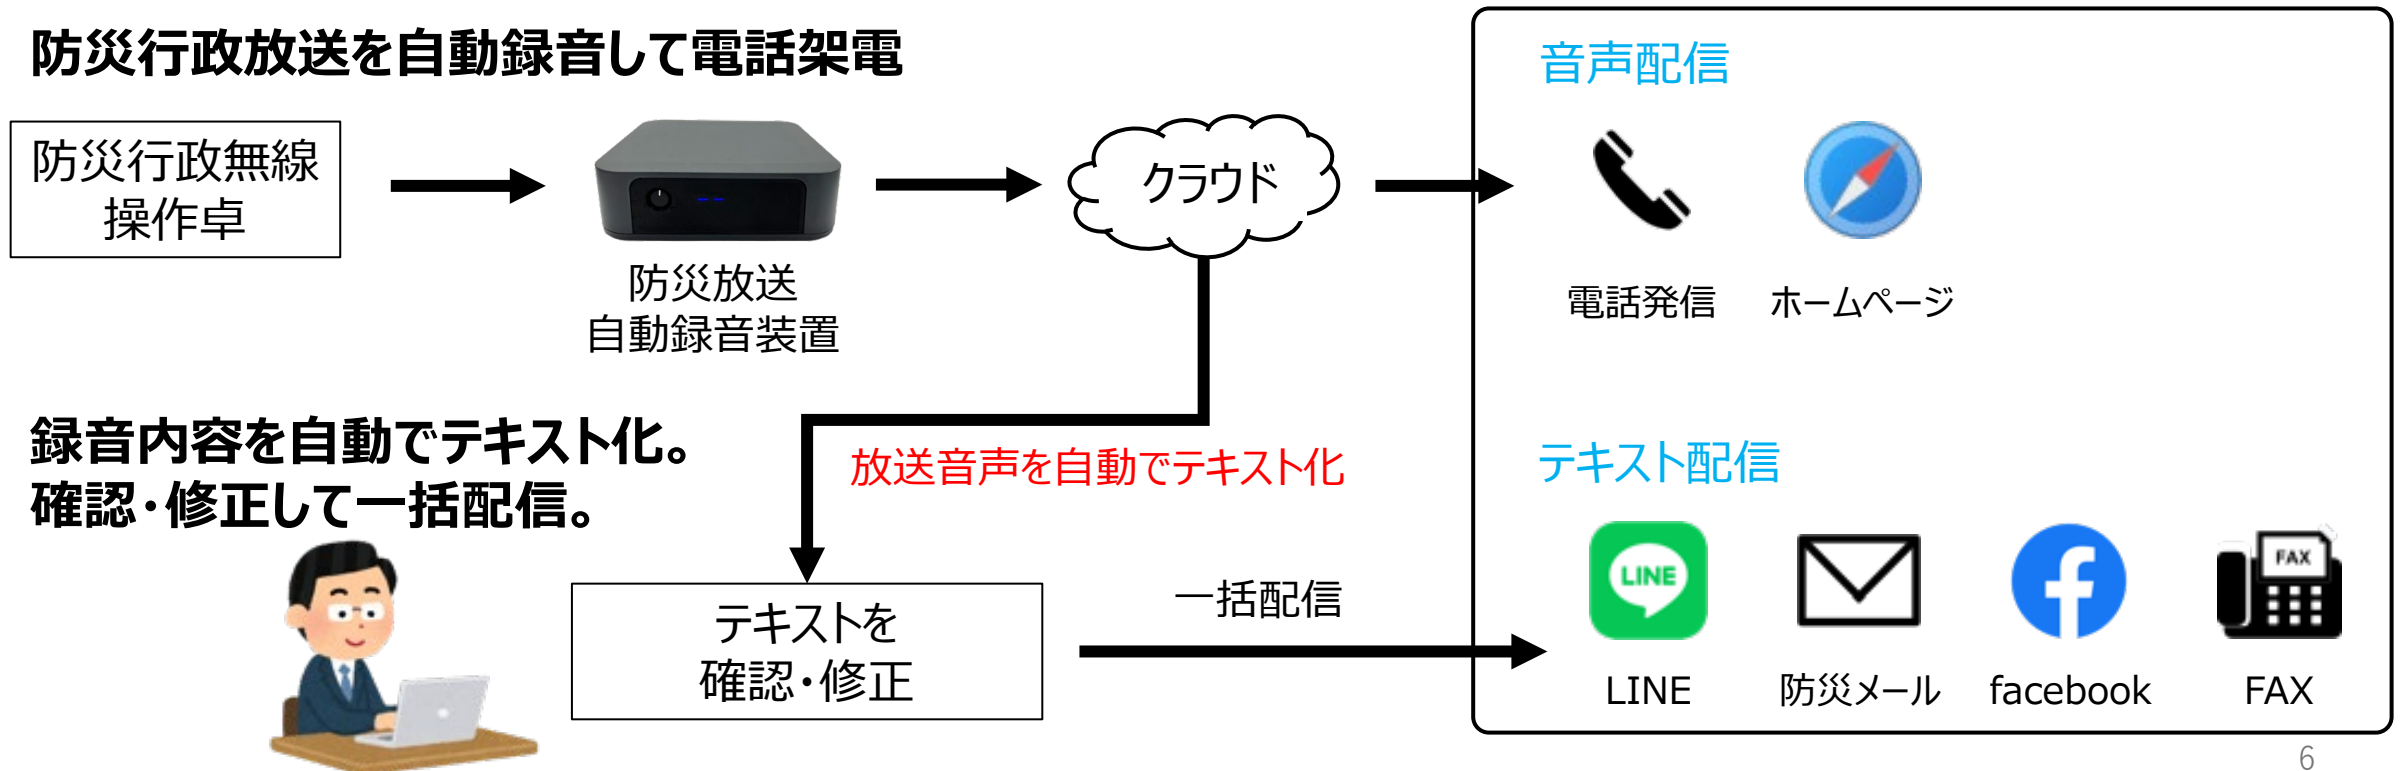 防災行政放送を自動録音して電話架電
防災行政無線
操作卓
防災放送
自動録音装置
クラウド
音声配信
電話発信
ホームページ
録音内容を自動でテキスト化。
確認・修正して一括配信。
放送音声を自動でテキスト化
テキストを
確認・修正
一括配信
テキスト配信
LINE
FAX
LINE
防災メール
facebook
FAX
6